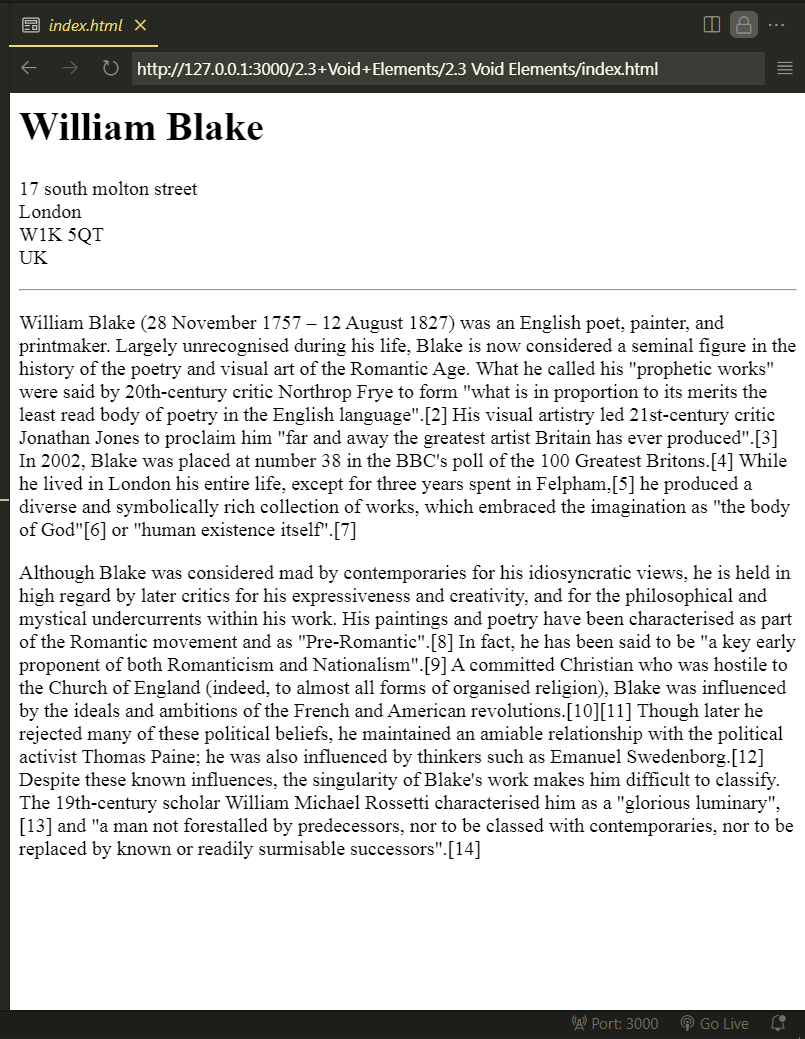 index.html
http://127.0.0.1:3000/2.3+Void+Elements/2.3 Void Elements/index.html
William Blake
17 south molton street
London
W1K 5QT
UK
William Blake (28 November 1757 – 12 August 1827) was an English poet, painter, and
printmaker. Largely unrecognised during his life, Blake is now considered a seminal figure in the
history of the poetry and visual art of the Romantic Age. What he called his "prophetic works"
were said by 20th-century critic Northrop Frye to form "what is in proportion to its merits the
least read body of poetry in the English language".[2] His visual artistry led 21st-century critic
Jonathan Jones to proclaim him "far and away the greatest artist Britain has ever produced".[3]
In 2002, Blake was placed at number 38 in the BBC's poll of the 100 Greatest Britons.[4] While
he lived in London his entire life, except for three years spent in Felpham,[5] he produced a
diverse and symbolically rich collection of works, which embraced the imagination as "the body
of God"[6] or "human existence itself".[7]
Although Blake was considered mad by contemporaries for his idiosyncratic views, he is held in
high regard by later critics for his expressiveness and creativity, and for the philosophical and
mystical undercurrents within his work. His paintings and poetry have been characterised as part
of the Romantic movement and as "Pre-Romantic".[8] In fact, he has been said to be "a key early
proponent of both Romanticism and Nationalism".[9] A committed Christian who was hostile to
the Church of England (indeed, to almost all forms of organised religion), Blake was influenced
by the ideals and ambitions of the French and American revolutions.[10][11] Though later he
rejected many of these political beliefs, he maintained an amiable relationship with the political
activist Thomas Paine; he was also influenced by thinkers such as Emanuel Swedenborg.[12]
Despite these known influences, the singularity of Blake's work makes him difficult to classify.
The 19th-century scholar William Michael Rossetti characterised him as a "glorious luminary",
[13] and "a man not forestalled by predecessors, nor to be classed with contemporaries, nor to be
replaced by known or readily surmisable successors".[14]
Port: 3000 Go Live